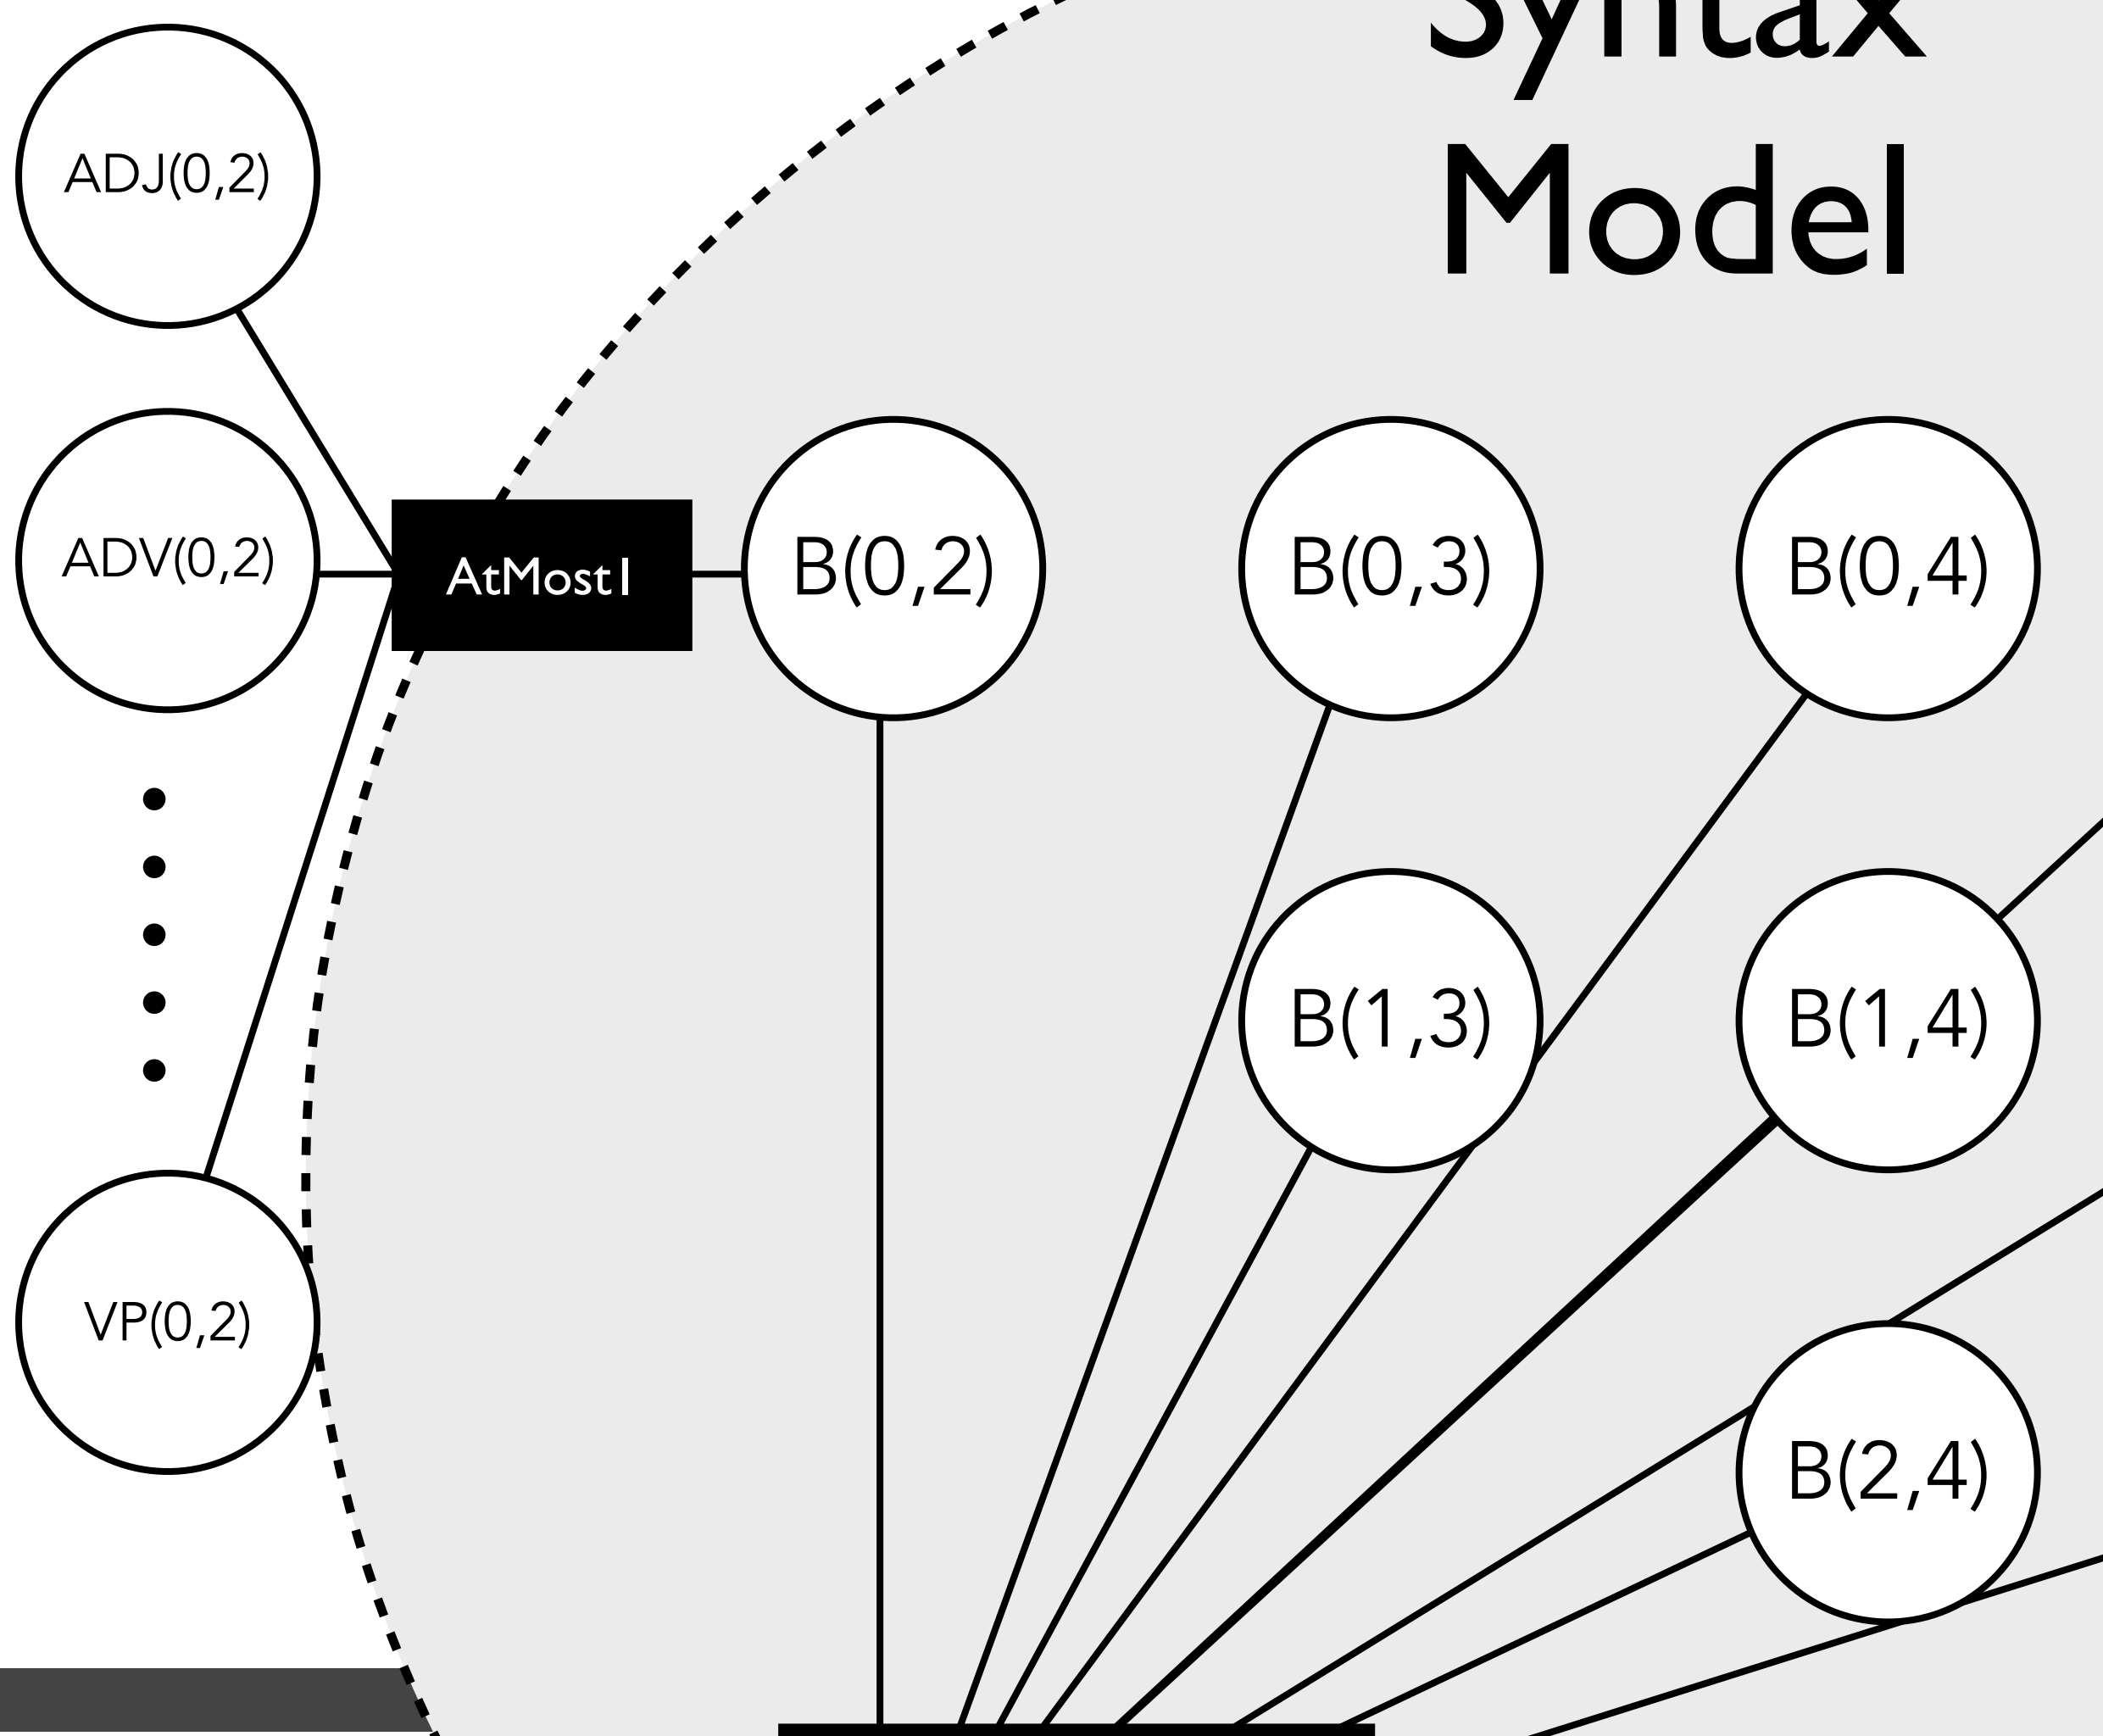 Syntax
Model
ADJ(0,2)
ADV(0,2)
AtMost1
B(0,2)
B(0,3)
B(0,4)
B(1,3)
B(1,4)
VP(0,2)
B(2,4)